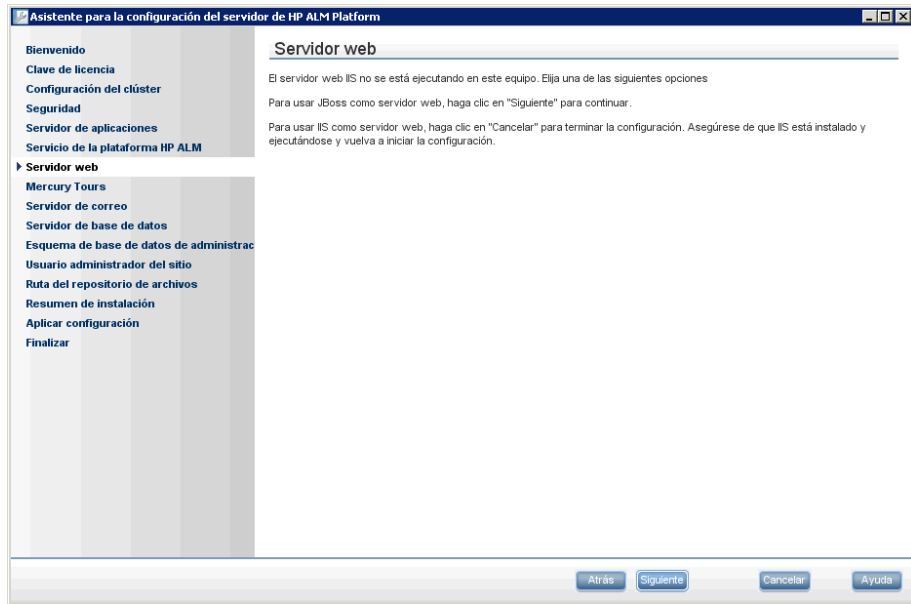 Asistente para la configuración del servidor de HP ALM Platform
Bienvenido
Clave de licencia
Configuración del clúster
Seguridad
Servidor de aplicaciones
Servicio de la plataforma HP ALM
Servidor web
Mercury Tours
Servidor de correo
Servidor de base de datos
Esquema de base de datos de administrac
Usuario administrador del sitio
Ruta del repositorio de archivos
Resumen de instalación
Aplicar configuración
Finalizar
Servidor web
El servidor web IIS no se está ejecutando en este equipo. Elija una de las siguientes opciones
Para usar JBoss como servidor web, haga clic en "Siguiente" para continuar.
Para usar IIS como servidor web, haga clic en "Cancelar" para terminar la configuración. Asegúrese de que IIS está instalado y
ejecutándose y vuelva a iniciar la configuración.
Atrás Siguiente Cancelar Ayuda